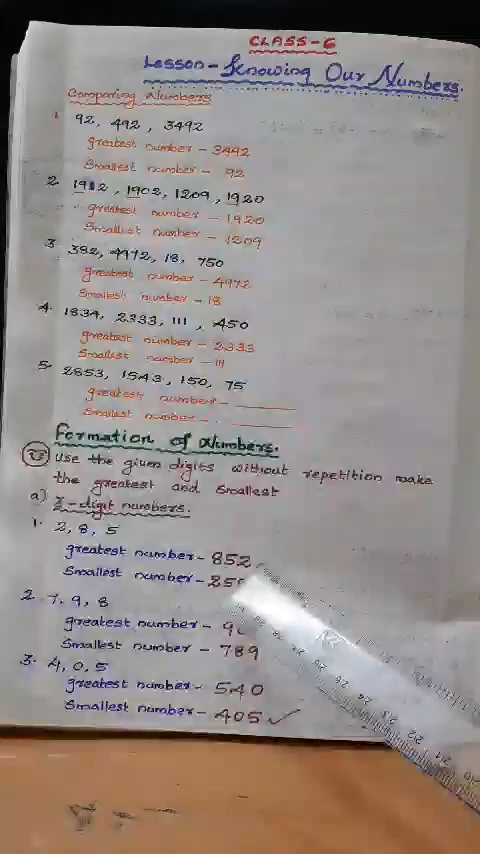 CLASS-6
Lesson - Knowing Our Numbers.
Comparing Numbers
1. 92, 492, 3492
greatest number - 3492
Smallest number - 92
2. 1912, 1902, 1209, 1920
greatest number - 1920
Smallest number - 1209
3. 382, 4972, 18, 750
greatest number - 4972
Smallest number - 18
4. 1834, 2333, 111, 450
greatest number - 2333
Smallest number - 111
5. 2853, 1543, 150, 75
greatest number -
Smallest number -
Formation of Numbers.
use the given digits without repetition make
the greatest and smallest
a) 3-digit numbers.
1. 2, 8, 5
greatest number - 852
Smallest number - 25
2. 7, 9, 8
greatest number - 9
Smallest number - 789
3. 4, 0, 5
greatest number - 540
Smallest number - 405 ✓